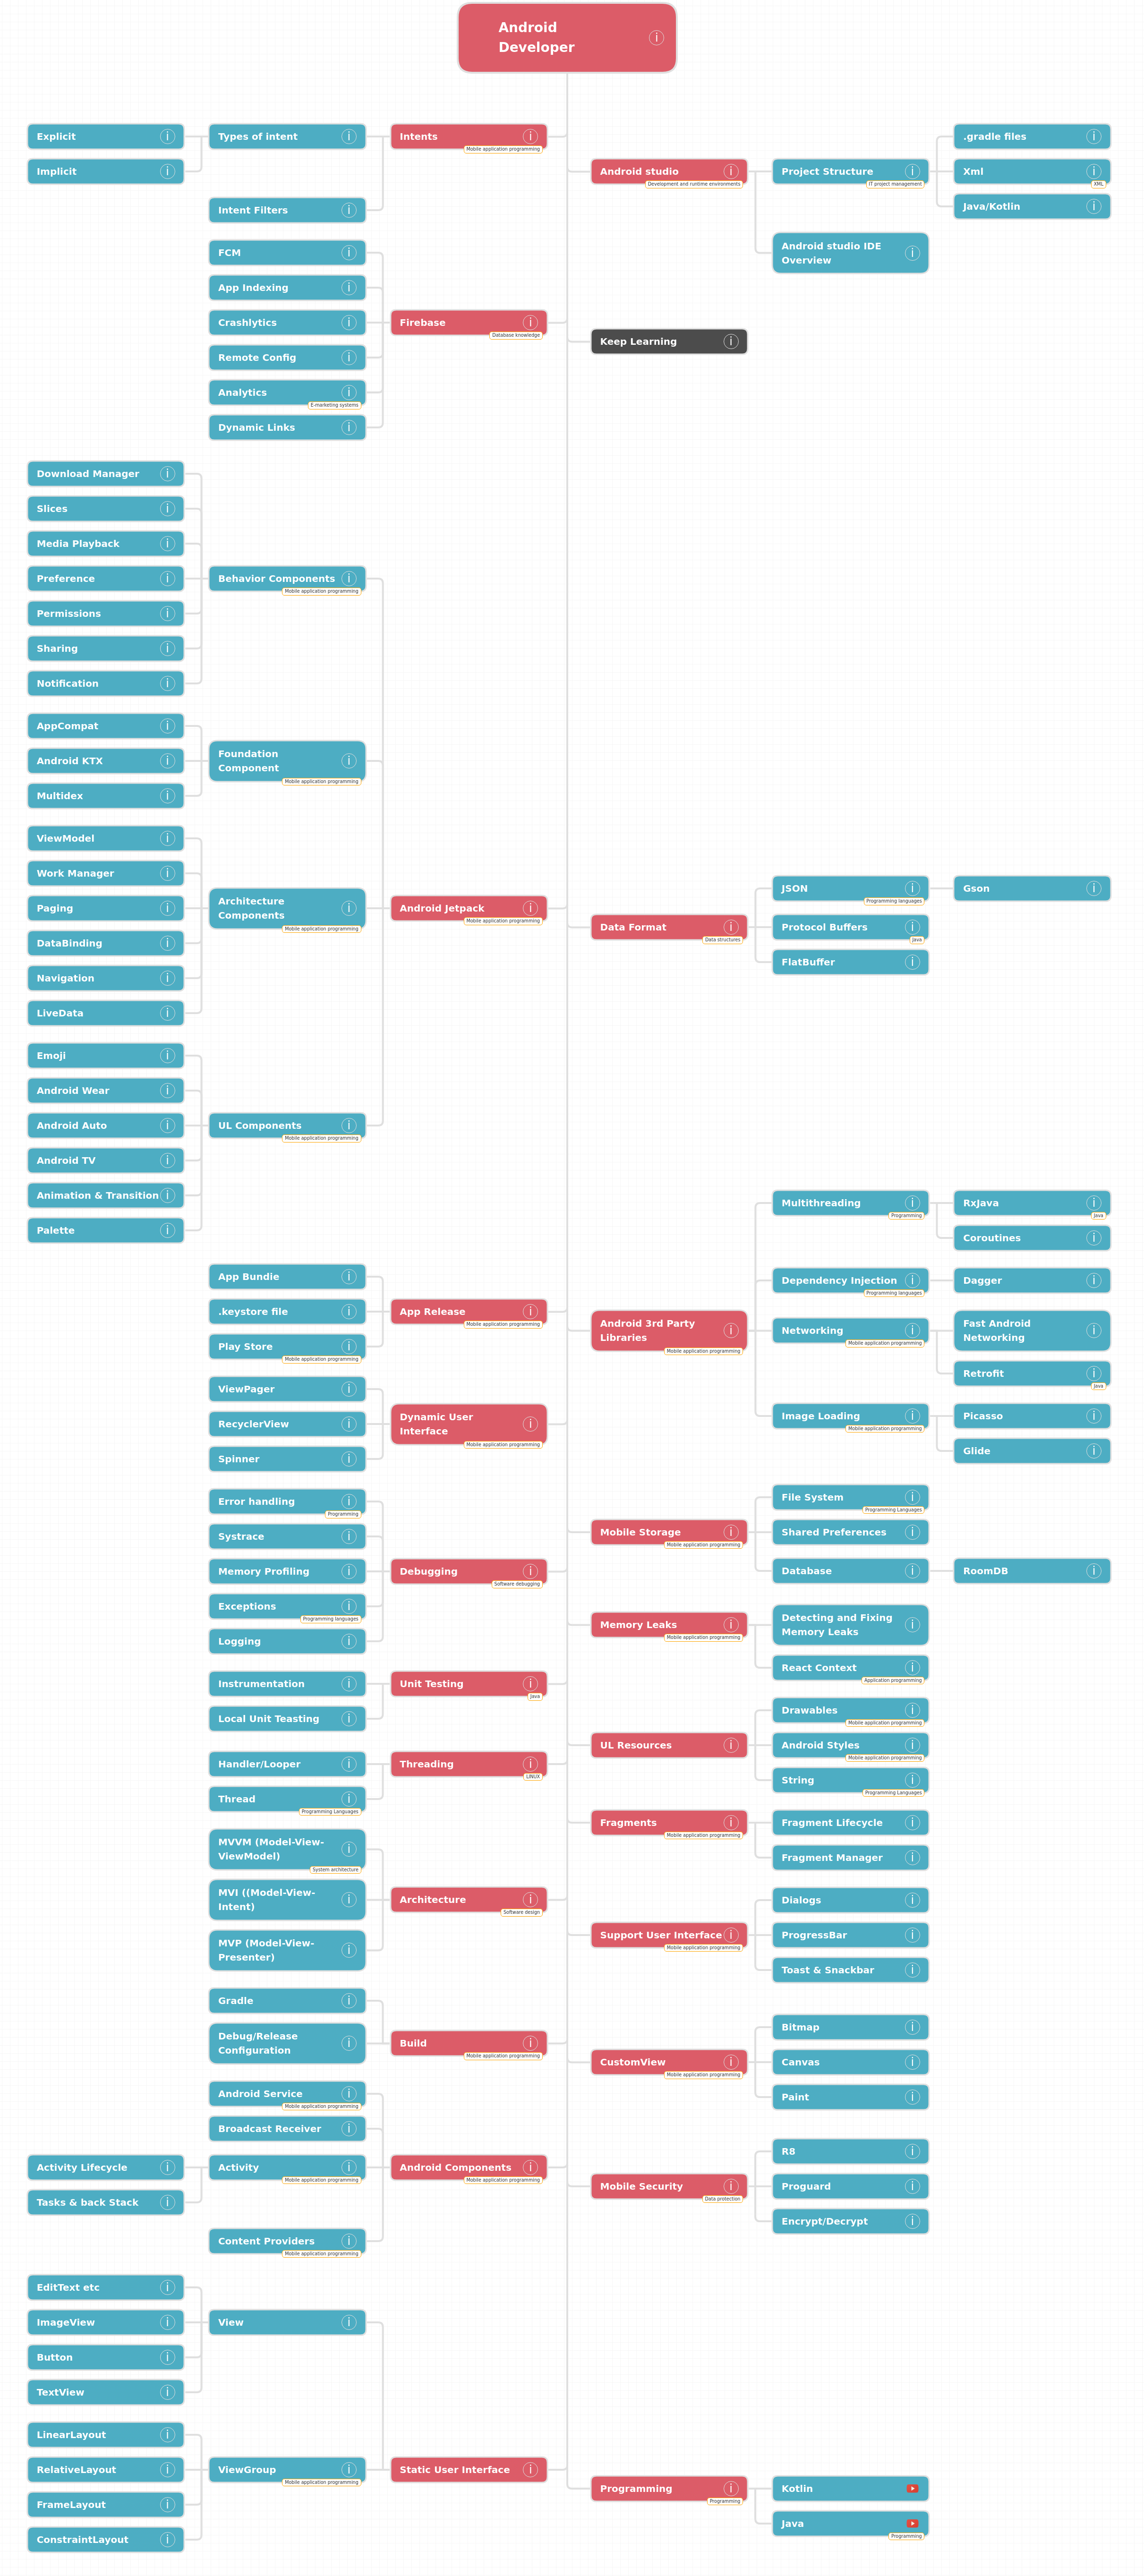 Android
Developer
Explicit
Types of intent
Intents
Mobile application programming
Implicit
Intent Filters
.gradle files
Android studio
Development and runtime environments
Project Structure
IT project management
Xml
XML
Java/Kotlin
Android studio IDE
Overview
FCM
App Indexing
Crashlytics
Firebase
Database knowledge
Remote Config
Analytics
E-marketing systems
Dynamic Links
Keep Learning
Download Manager
Slices
Media Playback
Preference
Behavior Components
Mobile application programming
Permissions
Sharing
Notification
AppCompat
Android KTX
Foundation
Component
Mobile application programming
Multidex
ViewModel
Work Manager
Paging
Architecture
Components
Mobile application programming
Android Jetpack
Mobile application programming
DataBinding
Navigation
LiveData
JSON
Programming languages
Gson
Data Format
Data structures
Protocol Buffers
Java
FlatBuffer
Emoji
Android Wear
Android Auto
UL Components
Mobile application programming
Android TV
Animation & Transition
Palette
Multithreading
Programming
RxJava
Java
Coroutines
App Bundle
.keystore file
App Release
Mobile application programming
Play Store
Mobile application programming
Dependency Injection
Programming languages
Dagger
Android 3rd Party
Libraries
Mobile application programming
Networking
Mobile application programming
Fast Android
Networking
Retrofit
Java
Image Loading
Mobile application programming
Picasso
Glide
ViewPager
RecyclerView
Dynamic User
Interface
Mobile application programming
Spinner
Error handling
Programming
Systrace
Memory Profiling
Debugging
Software debugging
Exceptions
Programming languages
Logging
File System
Programming Languages
Mobile Storage
Mobile application programming
Shared Preferences
Database
RoomDB
Memory Leaks
Mobile application programming
Detecting and Fixing
Memory Leaks
React Context
Application programming
Instrumentation
Unit Testing
Java
Local Unit Teasting
Drawables
Mobile application programming
UL Resources
Android Styles
Mobile application programming
String
Programming Languages
Handler/Looper
Threading
LINUX
Thread
Programming Languages
Fragments
Mobile application programming
Fragment Lifecycle
Fragment Manager
MVVM (Model-View-
ViewModel)
System architecture
MVI ((Model-View-
Intent)
Architecture
Software design
MVP (Model-View-
Presenter)
Dialogs
Support User Interface
Mobile application programming
ProgressBar
Toast & Snackbar
Gradle
Debug/Release
Configuration
Build
Mobile application programming
Bitmap
CustomView
Mobile application programming
Canvas
Paint
Android Service
Mobile application programming
Broadcast Receiver
Activity Lifecycle
Activity
Mobile application programming
Android Components
Mobile application programming
Tasks & back Stack
Content Providers
Mobile application programming
R8
Mobile Security
Data protection
Proguard
Encrypt/Decrypt
EditText etc
ImageView
View
Button
TextView
LinearLayout
RelativeLayout
ViewGroup
Mobile application programming
Static User Interface
FrameLayout
ConstraintLayout
Programming
Programming
Kotlin
Java
Programming